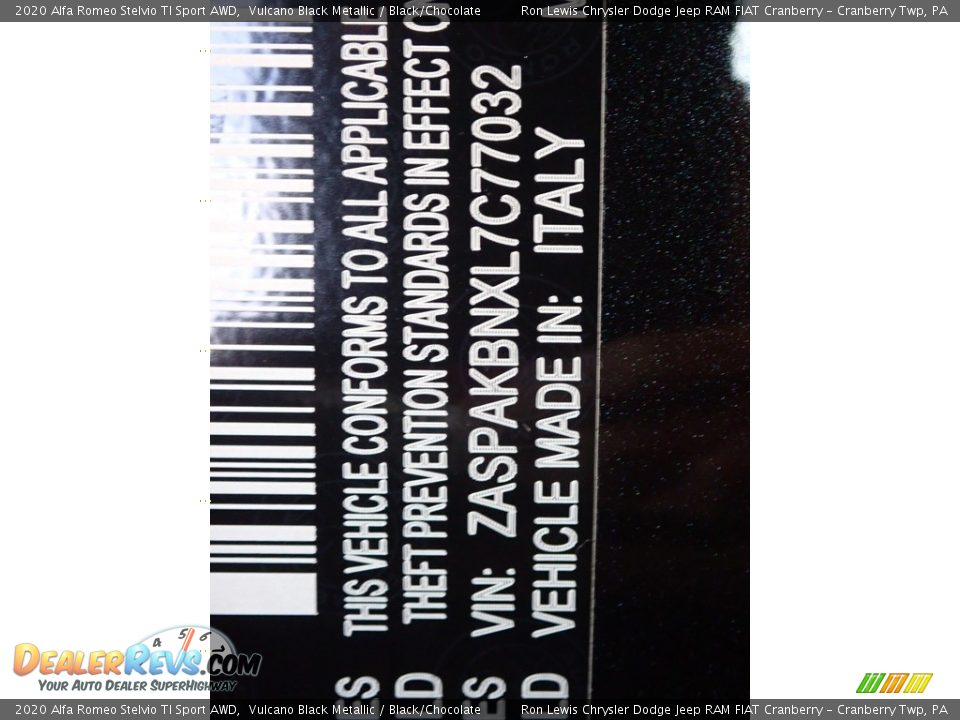 2020 Alfa Romeo Stelvio TI Sport AWD, Vulcano Black Metallic / Black/Chocolate Ron Lewis Chrysler Dodge Jeep RAM FIAT Cranberry - Cranberry Twp, PA
THIS VEHICLE CONFORMS TO ALL APPLICABLE
THEFT PREVENTION STANDARDS IN EFFECT
VIN: ZASPAKBNXL7C77032
VEHICLE MADE IN: ITALY
4 5 6
DEALERREVS.COM
YOUR AUTO DEALER SUPERHIGHWAY
2020 Alfa Romeo Stelvio TI Sport AWD, Vulcano Black Metallic / Black/Chocolate Ron Lewis Chrysler Dodge Jeep RAM FIAT Cranberry - Cranberry Twp, PA